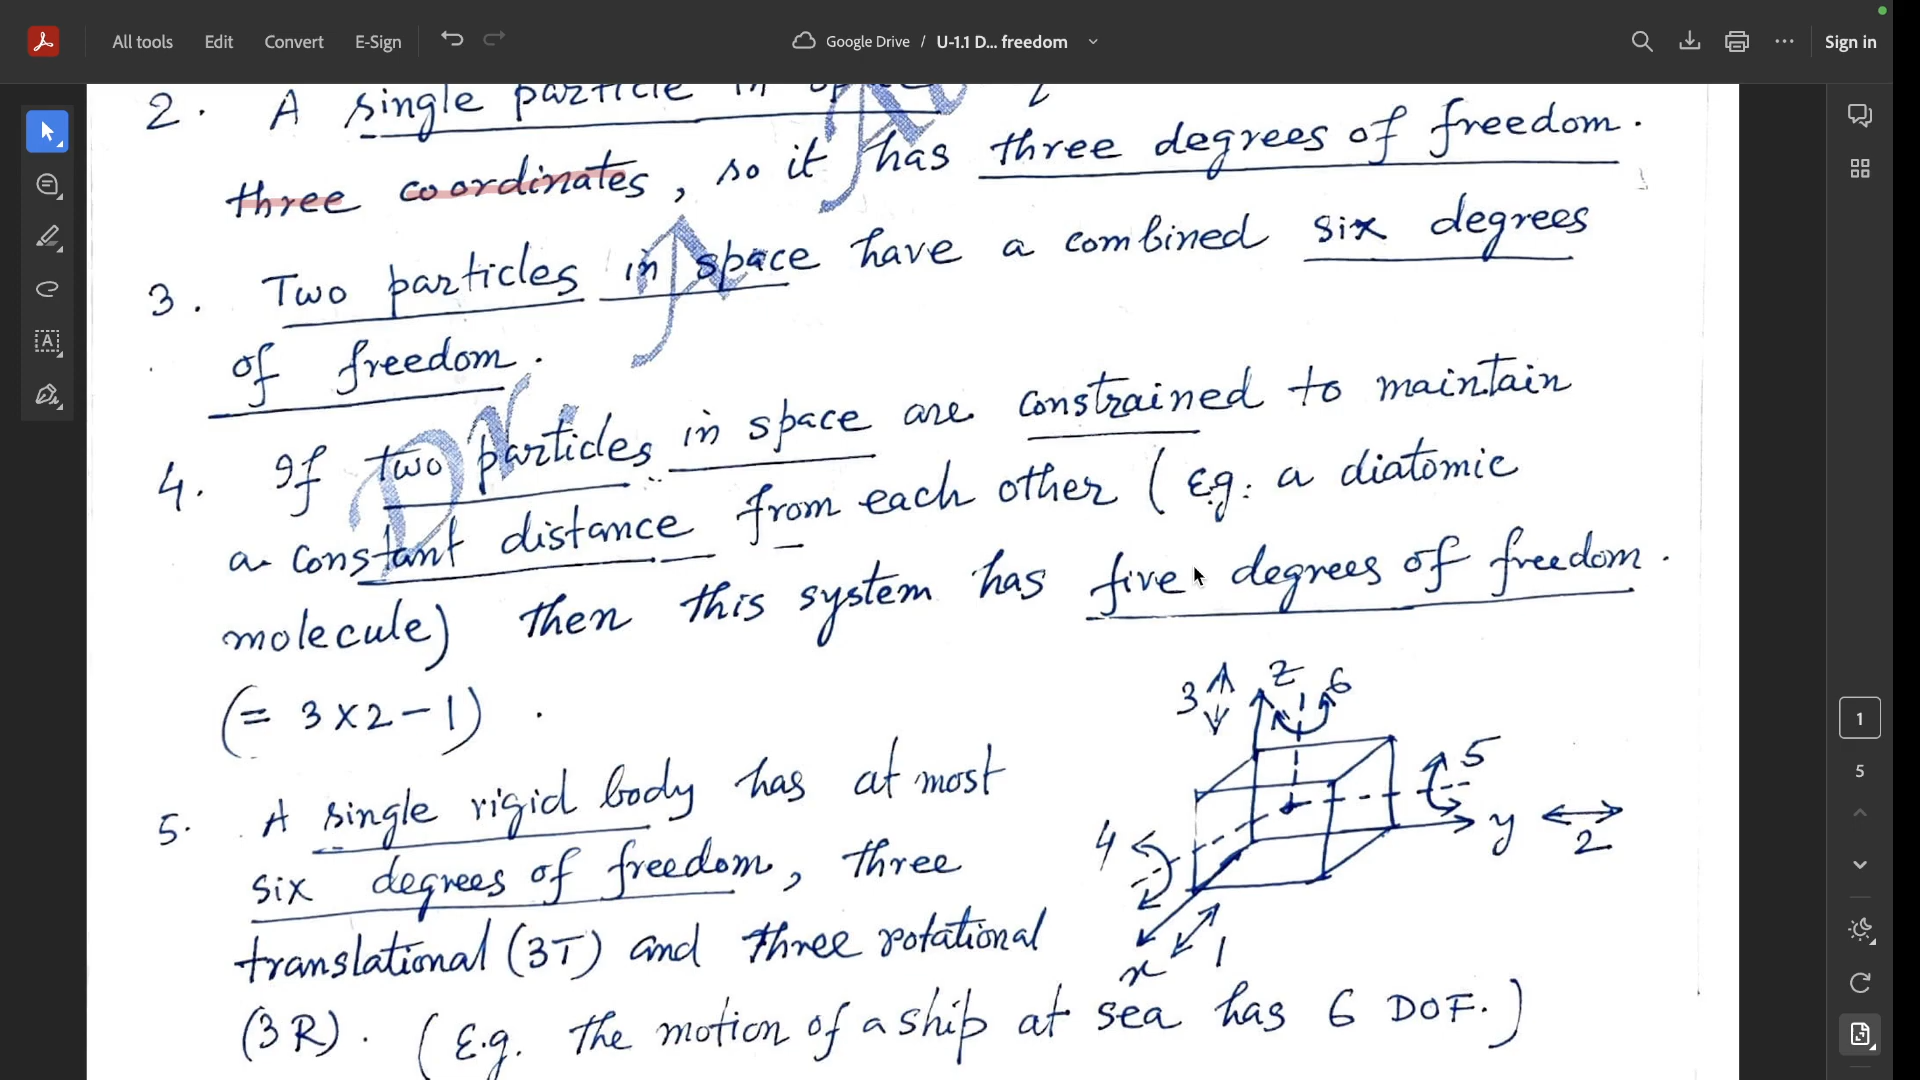 All tools Edit Convert E-Sign Google Drive / U-1.1 D... freedom Sign in
2. A single particle in
three coordinates, so it has three degrees of freedom.
3. Two particles in space have a combined six degrees
of freedom.
4. If two particles in space are constrained to maintain
a constant distance from each other (Eg: a diatomic
molecule) then this system has five degrees of freedom.
(= 3×2-1).
5. A single rigid body has at most
six degrees of freedom, three
translational (3T) and three rotational
(3R). (E.g. the motion of a ship at sea has 6 DOF.)
3 z 6
5
4 y 2
x 1
1
5